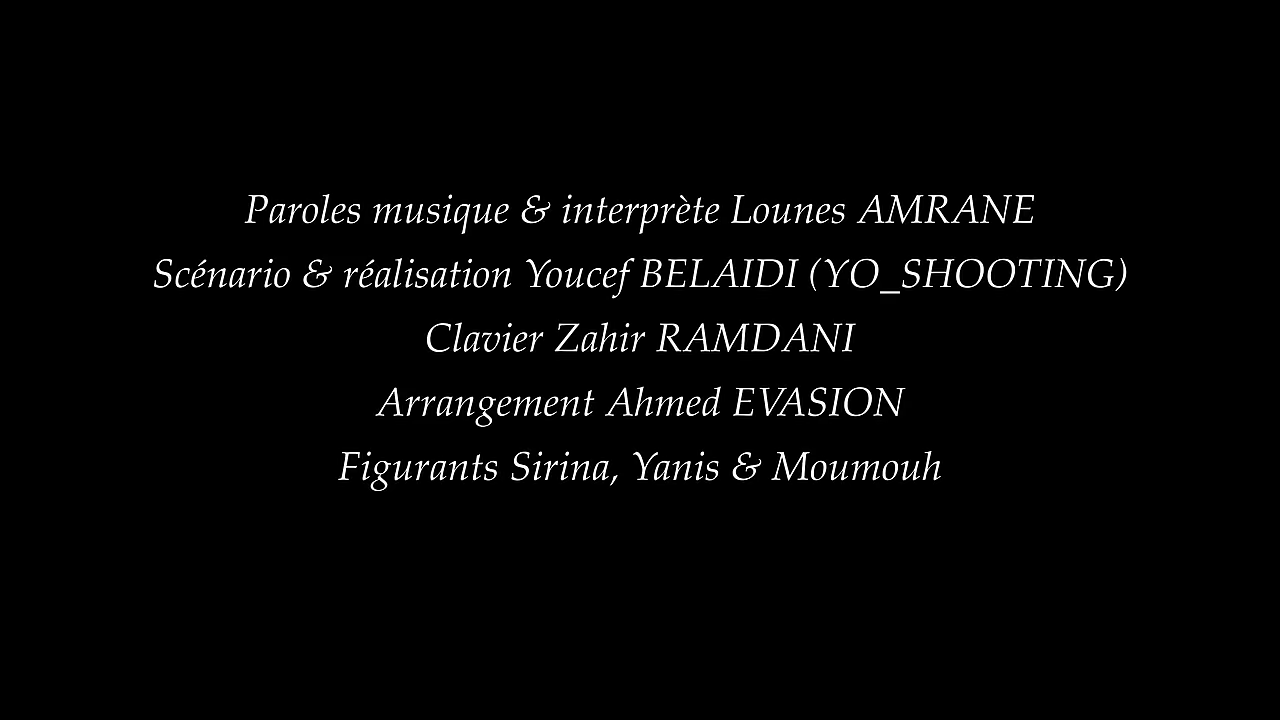 Paroles musique & interprète Lounes AMRANE
Scénario & réalisation Youcef BELAIDI (YO_SHOOTING)
Clavier Zahir RAMDANI
Arrangement Ahmed EVASION
Figurants Sirina, Yanis & Moumouh